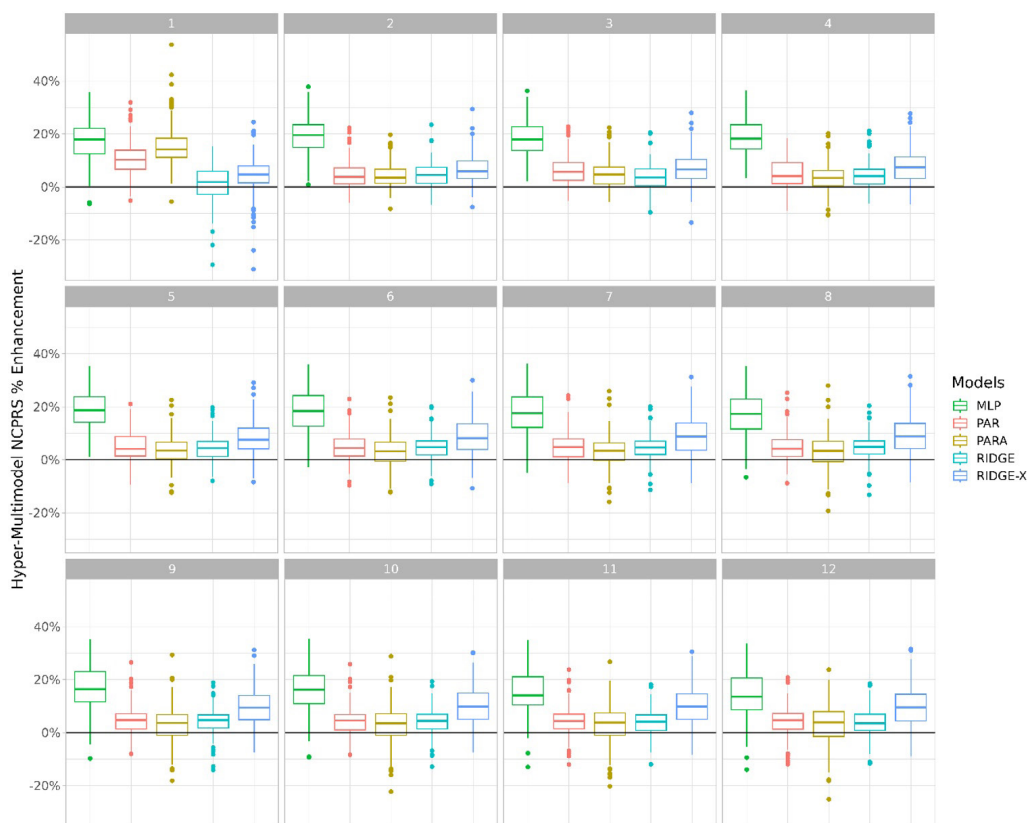 1 2 3 4
40%
20%
0%
-20%
5 6 7 8
40%
20%
0%
-20%
9 10 11 12
40%
20%
0%
-20%
Hyper-Multimodel NCPRS % Enhancement
Models
MLP
PAR
PARA
RIDGE
RIDGE-X